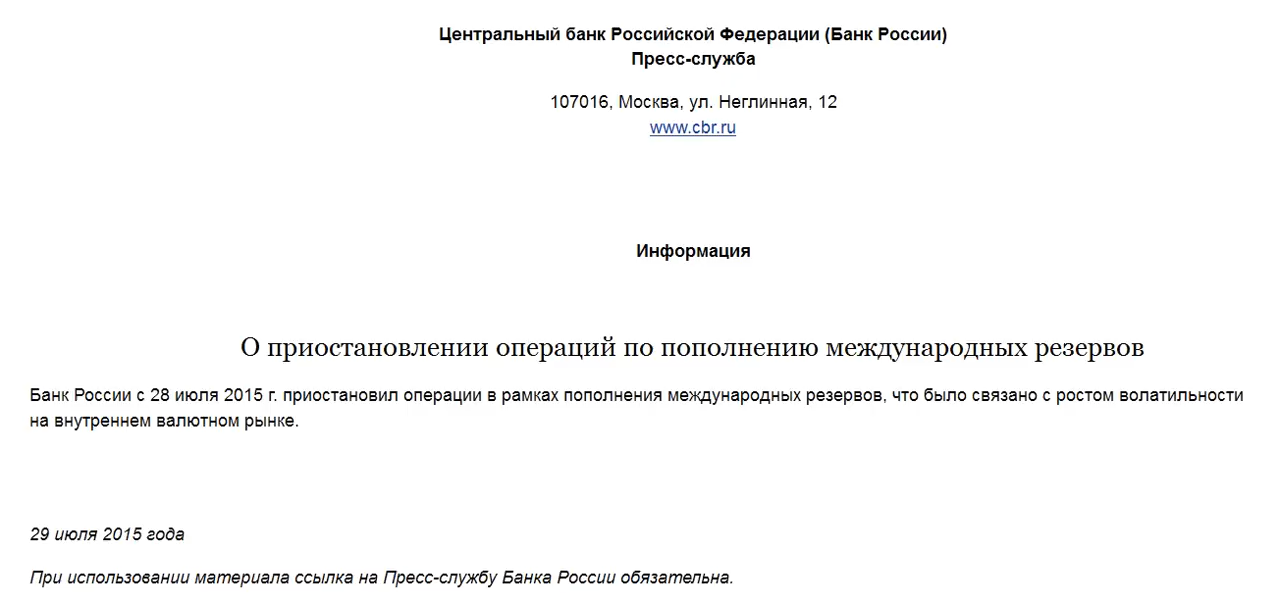 Центральный банк Российской Федерации (Банк России)
Пресс-служба
107016, Москва, ул. Неглинная, 12
www.cbr.ru
Информация
О приостановлении операций по пополнению международных резервов
Банк России с 28 июля 2015 г. приостановил операции в рамках пополнения международных резервов, что было связано с ростом волатильности
на внутреннем валютном рынке.
29 июля 2015 года
При использовании материала ссылка на Пресс-службу Банка России обязательна.